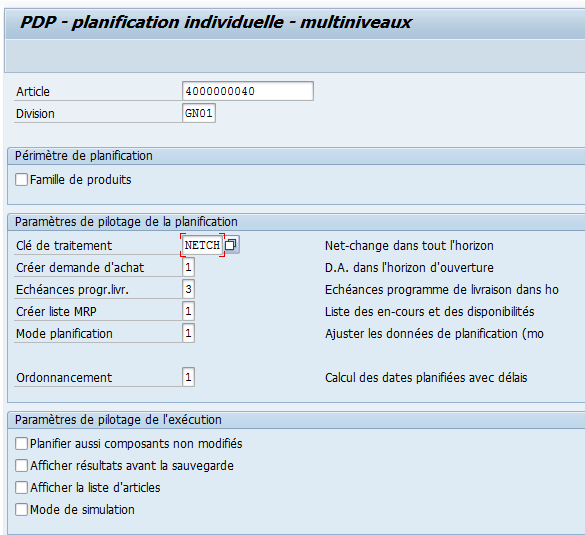 PDP - planification individuelle - multiniveaux
Article 4000000040
Division GN01
Périmètre de planification
Famille de produits
Paramètres de pilotage de la planification
Clé de traitement NETCH Net-change dans tout l'horizon
Créer demande d'achat 1 D.A. dans l'horizon d'ouverture
Echéances progr.livr. 3 Echéances programme de livraison dans ho
Créer liste MRP 1 Liste des en-cours et des disponibilités
Mode planification 1 Ajuster les données de planification (mo
Ordonnancement 1 Calcul des dates planifiées avec délais
Paramètres de pilotage de l'exécution
Planifier aussi composants non modifiés
Afficher résultats avant la sauvegarde
Afficher la liste d'articles
Mode de simulation